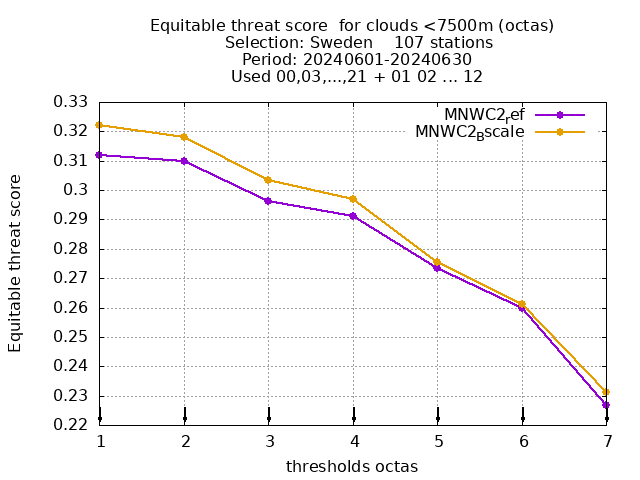 Equitable threat score  for clouds <7500m (octas)
Selection: Sweden    107 stations
Period: 20240601-20240630
Used 00,03,...,21 + 01 02 ... 12
MNWC2ref
MNWC2Bscale
0.33
0.32
0.31
0.3
0.29
0.28
0.27
0.26
0.25
0.24
0.23
0.22
Equitable threat score
1 2 3 4 5 6 7
thresholds octas